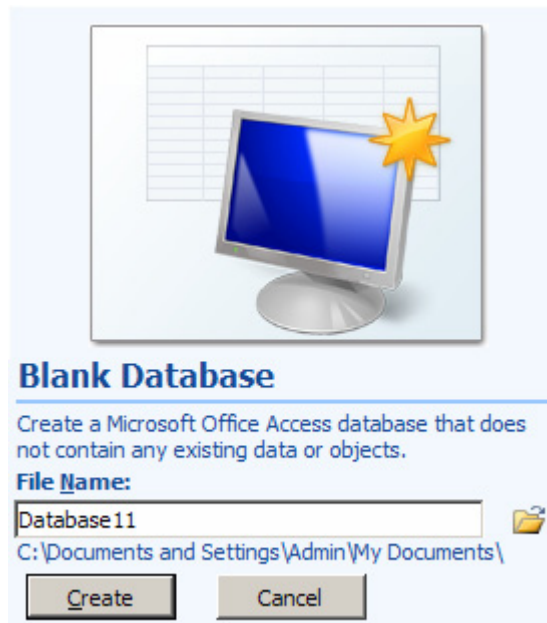 Blank Database
Create a Microsoft Office Access database that does
not contain any existing data or objects.
File Name:
Database11
C:\Documents and Settings\Admin\My Documents\
Create Cancel